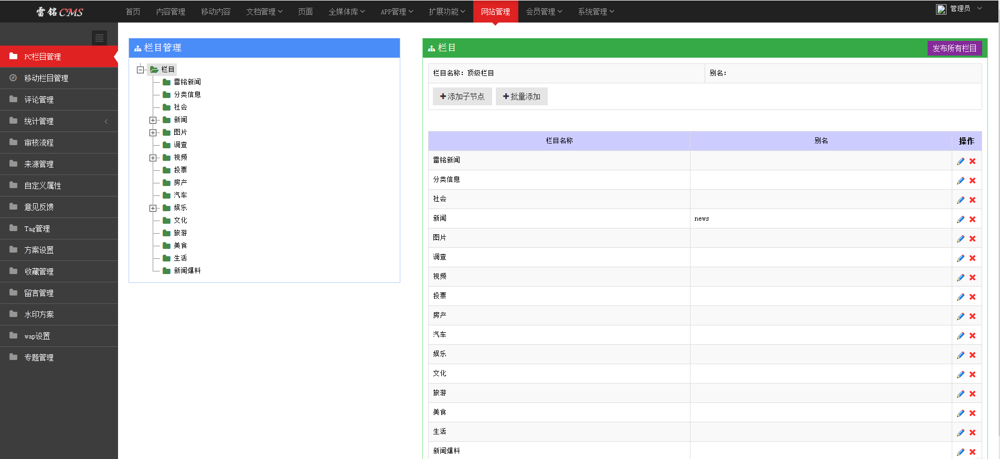 雷铭CMS
首页 内容管理 移动内容 文档管理 页面 全媒体库 APP管理 扩展功能 网站管理 会员管理 系统管理
管理员
PC栏目管理
移动栏目管理
评论管理
统计管理
审核流程
来源管理
自定义属性
意见反馈
Tag管理
方案设置
收藏管理
留言管理
水印方案
wap设置
专题管理
栏目管理
栏目
雷铭新闻
分类信息
社会
新闻
图片
调查
视频
投票
房产
汽车
娱乐
文化
旅游
美食
生活
新闻爆料
栏目
发布所有栏目
栏目名称：顶级栏目 别名：
添加子节点 批量添加
栏目名称 别名 操作
雷铭新闻
分类信息
社会
新闻 news
图片
调查
视频
投票
房产
汽车
娱乐
文化
旅游
美食
生活
新闻爆料